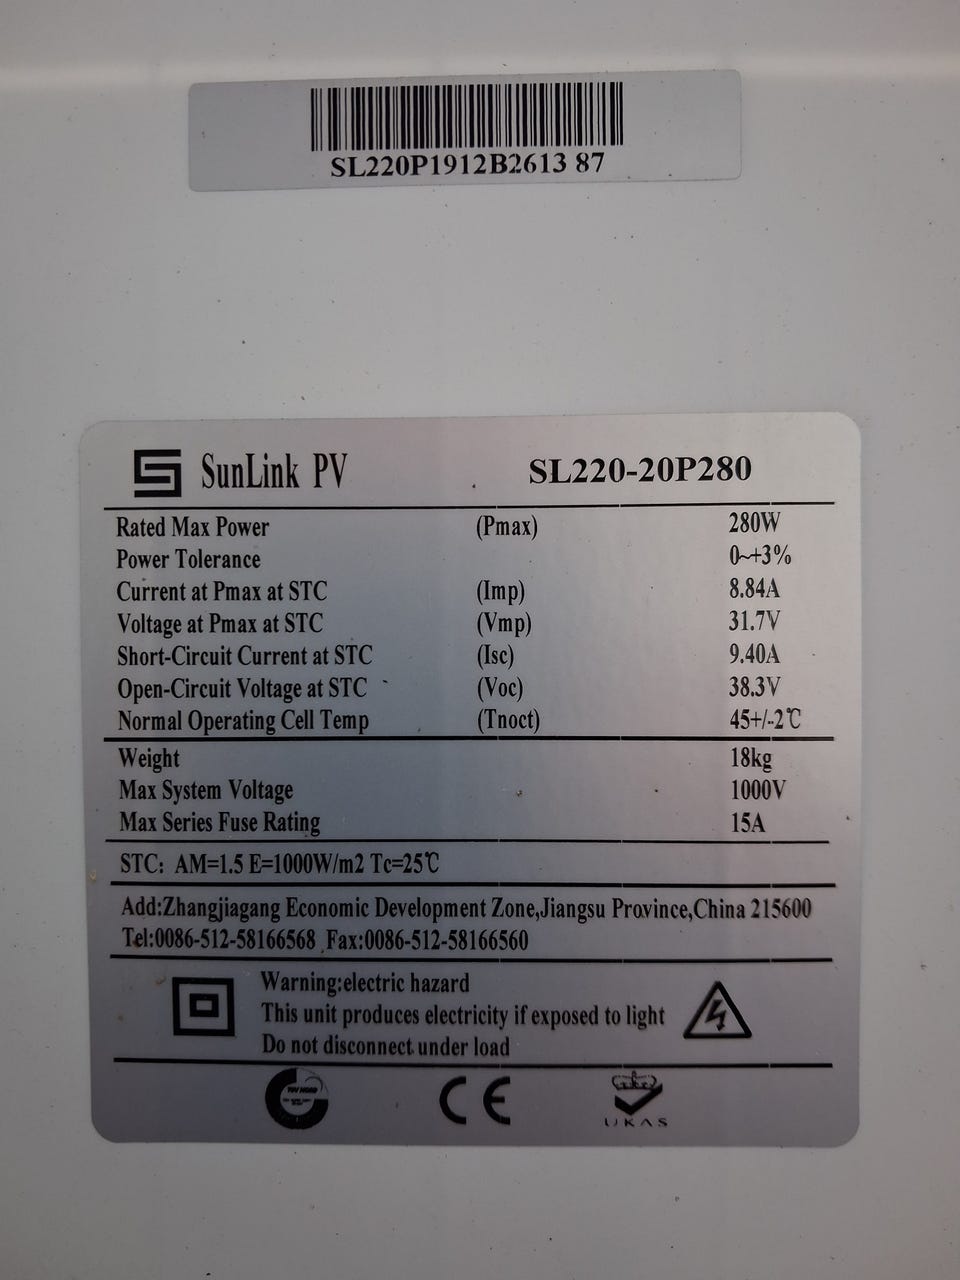 SL220P1912B2613 87
SunLink PV SL220-20P280
Rated Max Power (Pmax) 280W
Power Tolerance 0~+3%
Current at Pmax at STC (Imp) 8.84A
Voltage at Pmax at STC (Vmp) 31.7V
Short-Circuit Current at STC (Isc) 9.40A
Open-Circuit Voltage at STC (Voc) 38.3V
Normal Operating Cell Temp (Tnoct) 45+/-2℃
Weight 18kg
Max System Voltage 1000V
Max Series Fuse Rating 15A
STC: AM=1.5 E=1000W/m2 Tc=25℃
Add:Zhangjiagang Economic Development Zone,Jiangsu Province,China 215600
Tel:0086-512-58166568 Fax:0086-512-58166560
Warning:electric hazard
This unit produces electricity if exposed to light
Do not disconnect under load
TUV NORD
CE
UKAS